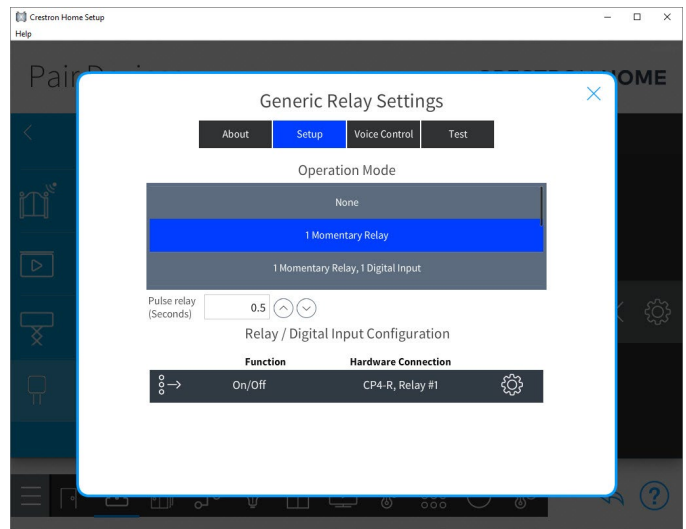 Crestron Home Setup
Help
Pair
OME
Generic Relay Settings
About Setup Voice Control Test
Operation Mode
None
1 Momentary Relay
1 Momentary Relay, 1 Digital Input
Pulse relay
(Seconds)
0.5
Relay / Digital Input Configuration
Function Hardware Connection
On/Off CP4-R, Relay #1
?